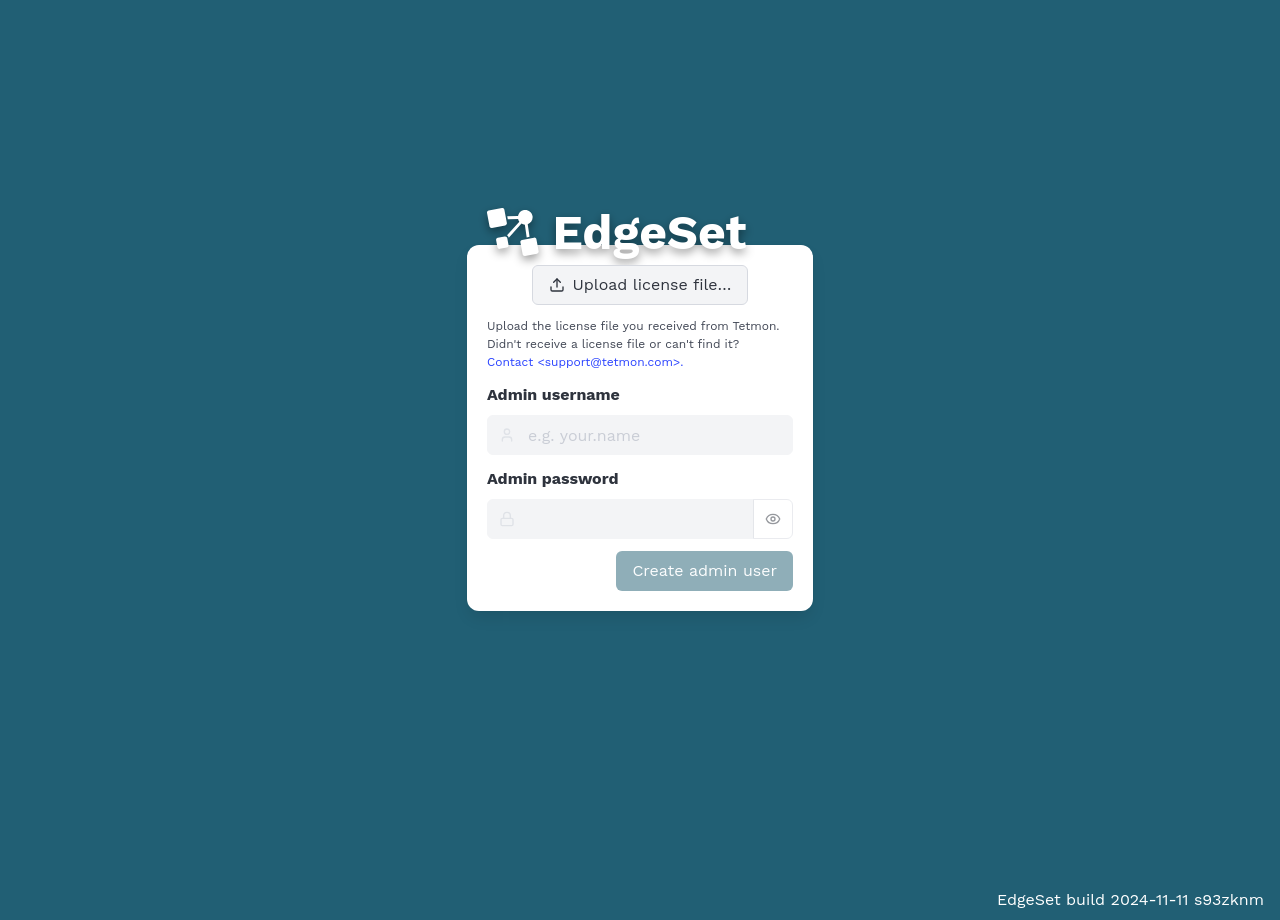 EdgeSet
Upload license file...
Upload the license file you received from Tetmon.
Didn't receive a license file or can't find it?
Contact <support@tetmon.com>.
Admin username
e.g. your.name
Admin password
Create admin user
EdgeSet build 2024-11-11 s93zknm